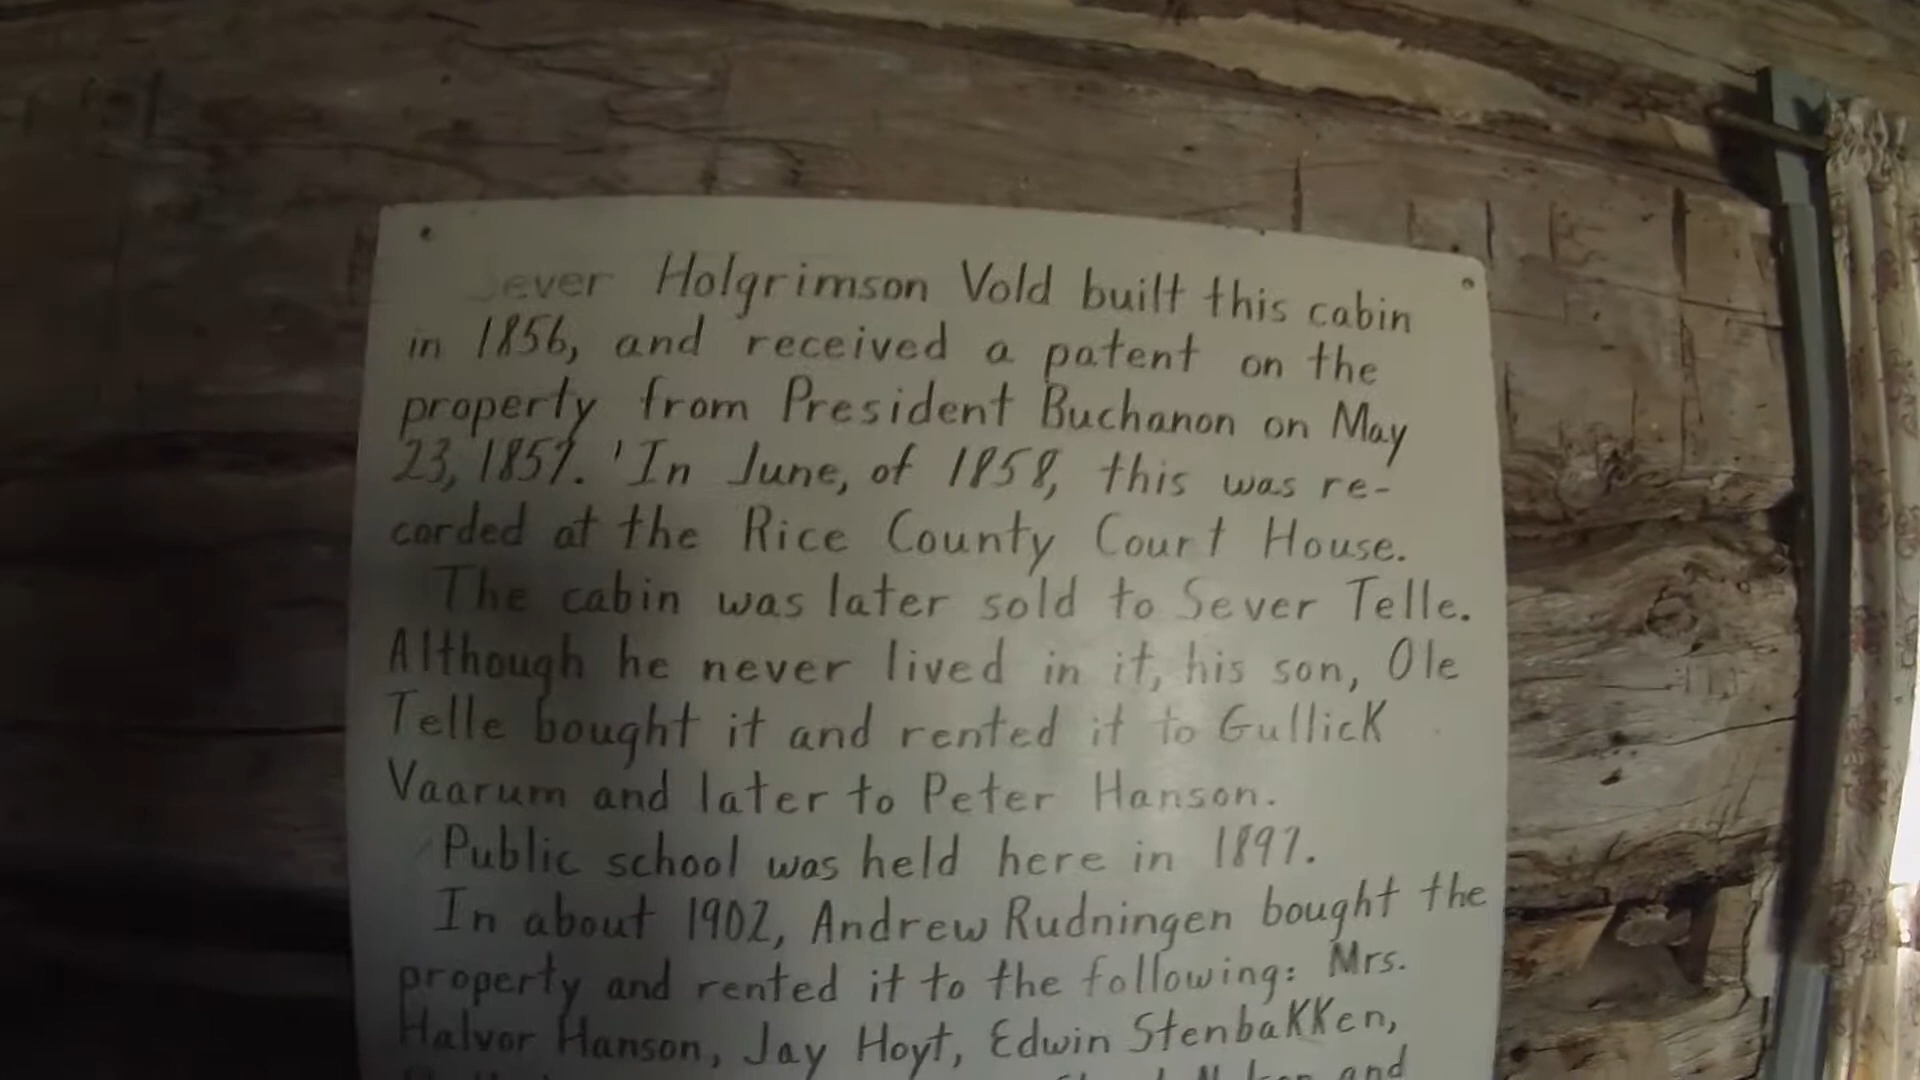 Sever Holgrimson Vold built this cabin
in 1856, and received a patent on the
property from President Buchanon on May
23, 1857. 'In June, of 1858, this was re-
corded at the Rice County Court House.
The cabin was later sold to Sever Telle.
Although he never lived in it, his son, Ole
Telle bought it and rented it to Gullick
Vaarum and later to Peter Hanson.
Public school was held here in 1897.
In about 1902, Andrew Rudningen bought the
property and rented it to the following: Mrs.
Halvor Hanson, Jay Hoyt, Edwin Stenbakken,
and